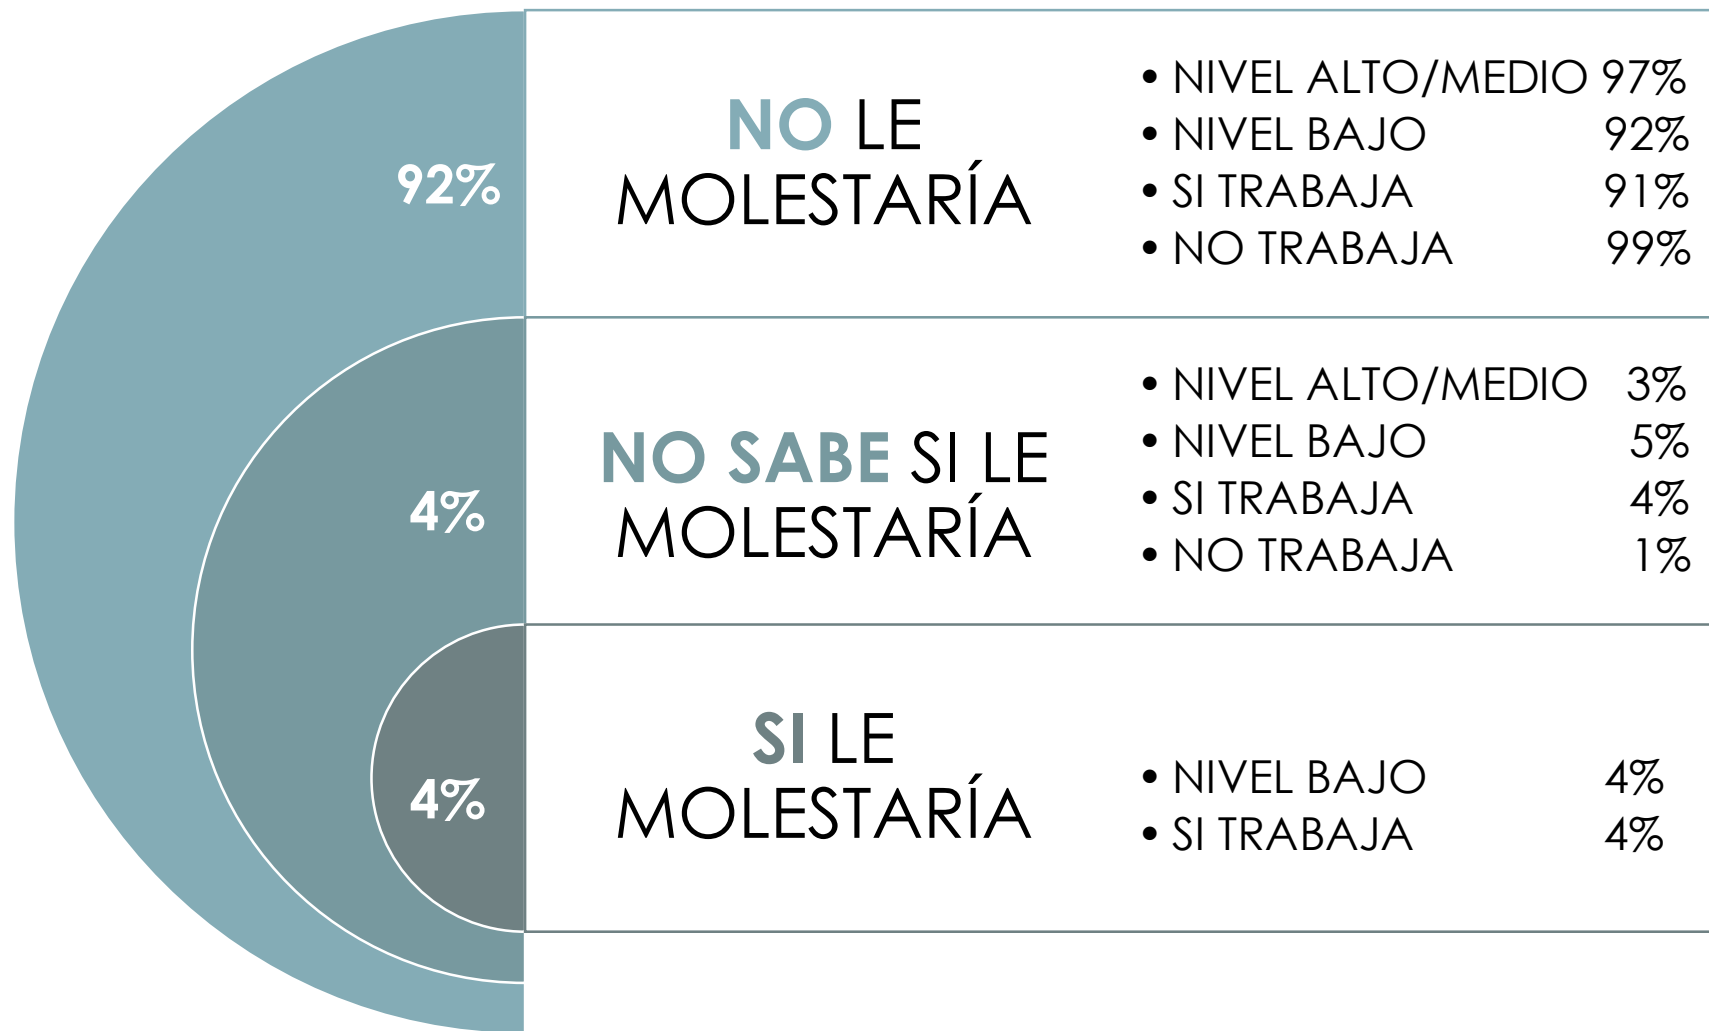 92%
NO LE
MOLESTARÍA
• NIVEL ALTO/MEDIO 97%
• NIVEL BAJO 92%
• SI TRABAJA 91%
• NO TRABAJA 99%
4%
NO SABE SI LE
MOLESTARÍA
• NIVEL ALTO/MEDIO 3%
• NIVEL BAJO 5%
• SI TRABAJA 4%
• NO TRABAJA 1%
4%
SI LE
MOLESTARÍA
• NIVEL BAJO 4%
• SI TRABAJA 4%